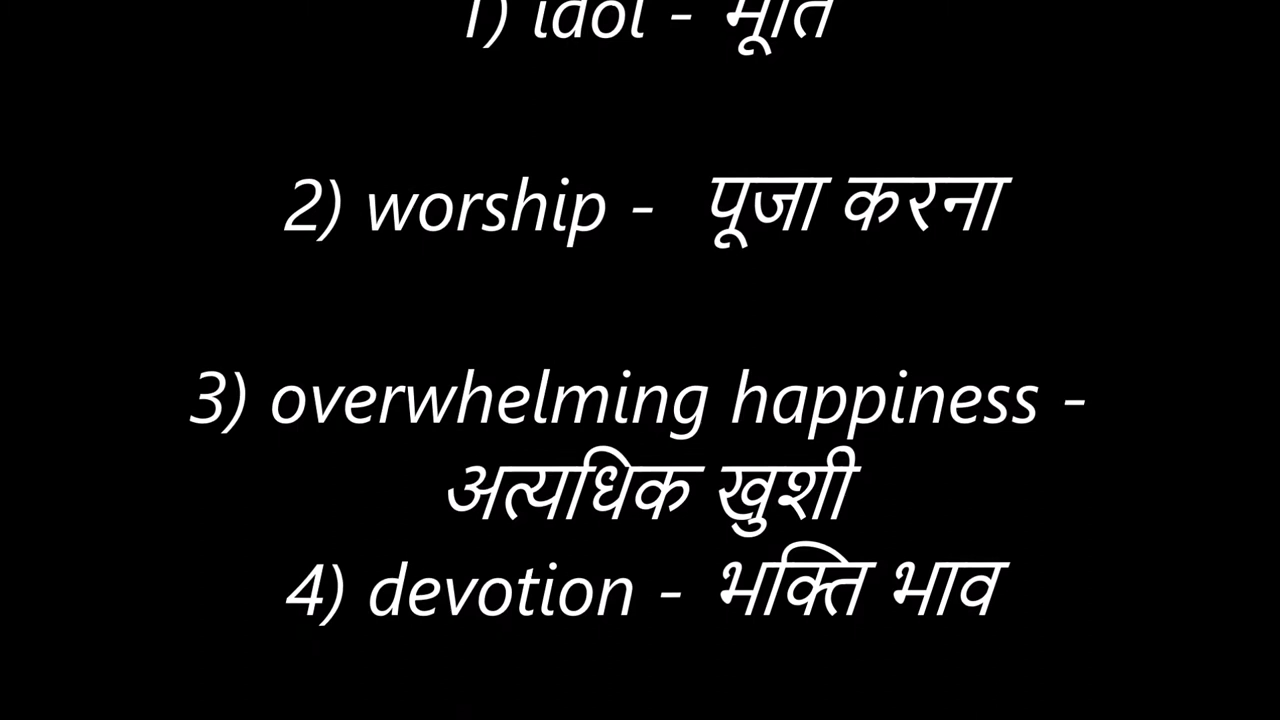 1) idol - मूर्ति
2) worship - पूजा करना
3) overwhelming happiness -
अत्यधिक खुशी
4) devotion - भक्ति भाव